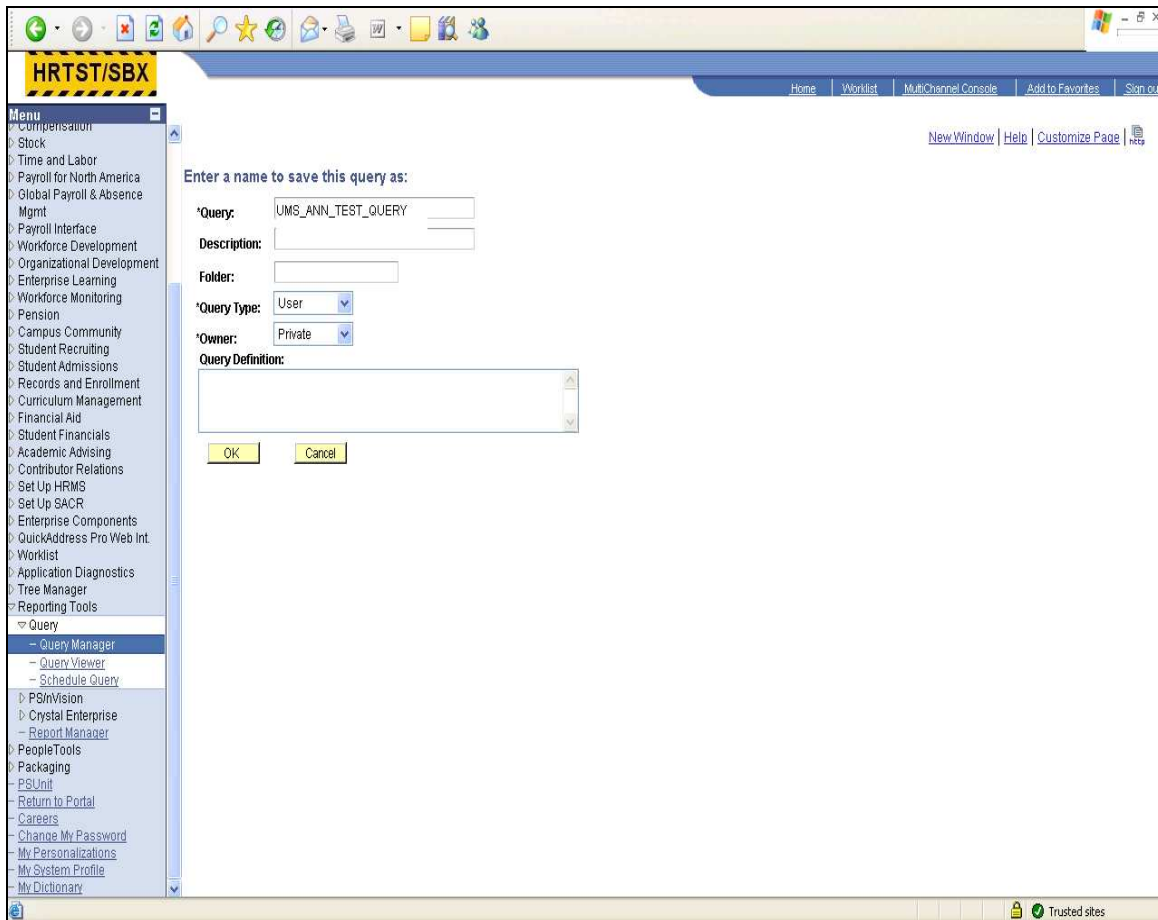 HRTST/SBX
Home | Worklist | MultiChannel Console | Add to Favorites | Sign ou
Menu
Compensation
Stock
Time and Labor
Payroll for North America
Global Payroll & Absence
Mgmt
Payroll Interface
Workforce Development
Organizational Development
Enterprise Learning
Workforce Monitoring
Pension
Campus Community
Student Recruiting
Student Admissions
Records and Enrollment
Curriculum Management
Financial Aid
Student Financials
Academic Advising
Contributor Relations
Set Up HRMS
Set Up SACR
Enterprise Components
QuickAddress Pro Web Int.
Worklist
Application Diagnostics
Tree Manager
Reporting Tools
Query
– Query Manager
– Query Viewer
– Schedule Query
PS/nVision
Crystal Enterprise
– Report Manager
PeopleTools
Packaging
– PSUnit
– Return to Portal
– Careers
– Change My Password
– My Personalizations
– My System Profile
– My Dictionary
New Window | Help | Customize Page | http
Enter a name to save this query as:
*Query: UMS_ANN_TEST_QUERY
Description:
Folder:
*Query Type: User
*Owner: Private
Query Definition:
OK Cancel
Trusted sites